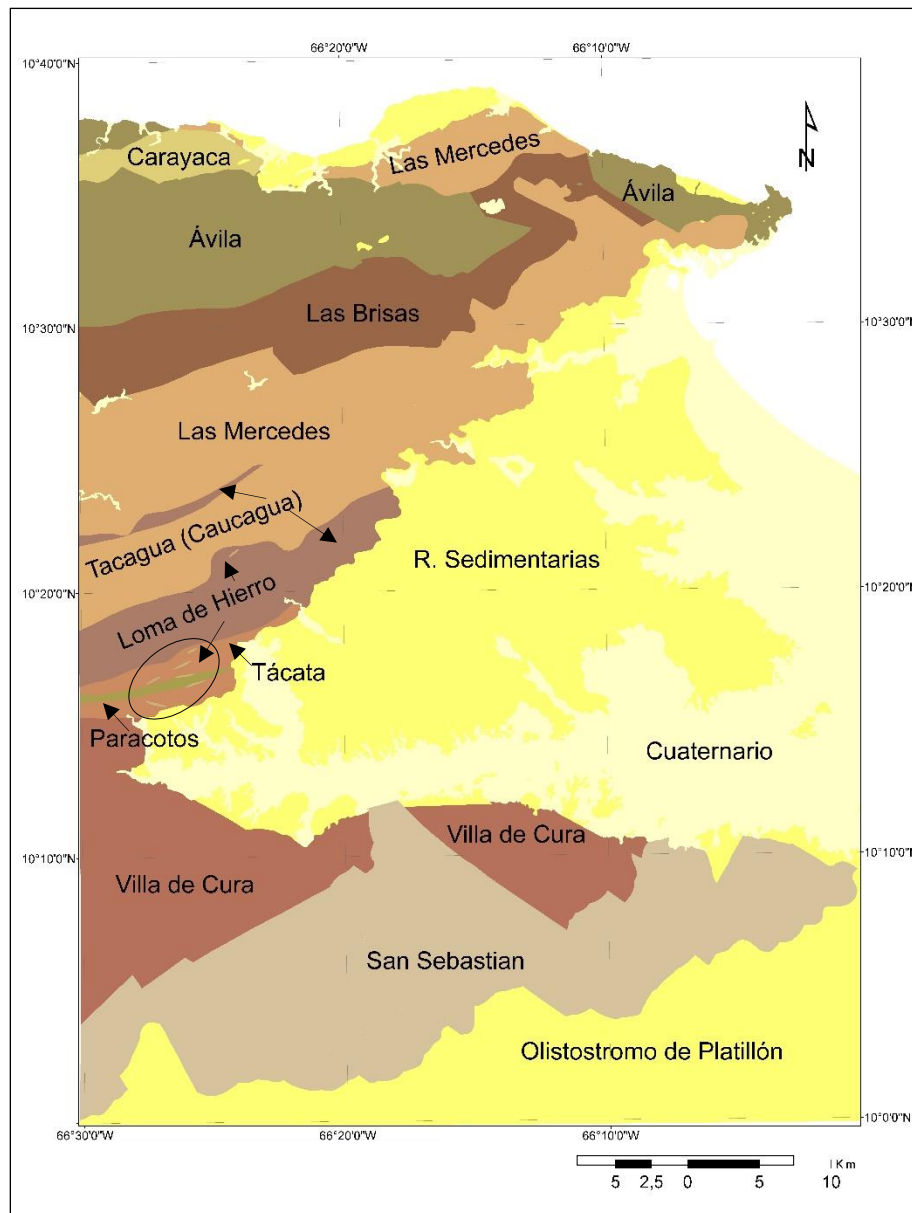 66°20'0"W
66°10'0"W
10°40'0"N
N
Carayaca
Las Mercedes
Ávila
Ávila
Las Brisas
10°30'0"N
10°30'0"N
Las Mercedes
Tacagua (Caucagua)
R. Sedimentarias
10°20'0"N
10°20'0"N
Loma de Hierro
Tácata
Paracotos
Cuaternario
Villa de Cura
10°10'0"N
10°10'0"N
Villa de Cura
San Sebastian
Olistostromo de Platillón
10°0'0"N
66°30'0"W
66°20'0"W
66°10'0"W
Km
5 2,5 0 5 10